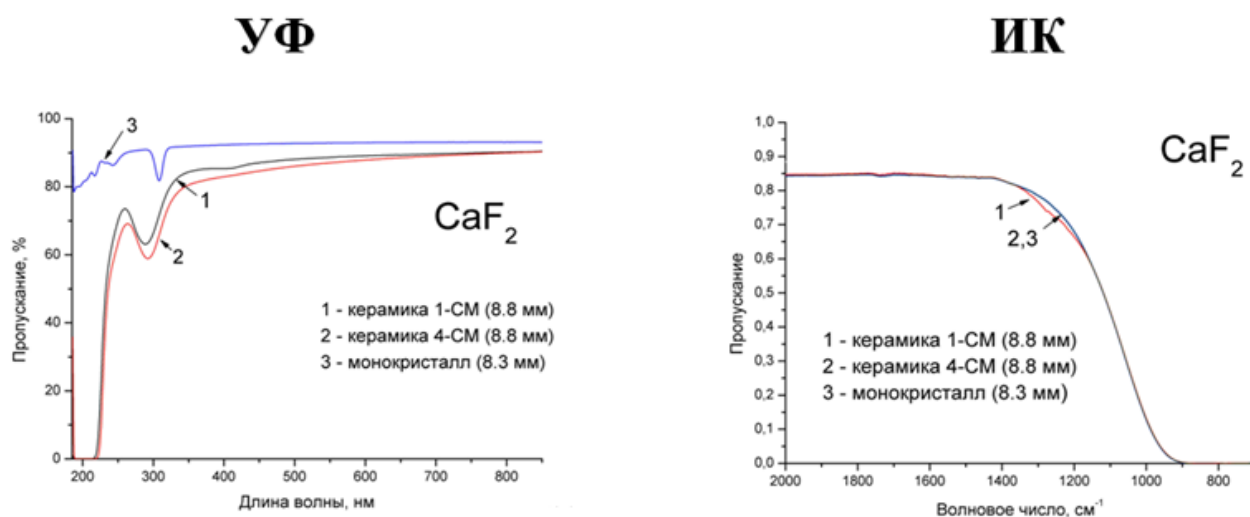 УФ
ИК
100
80
60
40
20
0
Пропускание, %
200 300 400 500 600 700 800
Длина волны, нм
3
1
2
CaF2
1 - керамика 1-СМ (8.8 мм)
2 - керамика 4-СМ (8.8 мм)
3 - монокристалл (8.3 мм)
1,0
0,9
0,8
0,7
0,6
0,5
0,4
0,3
0,2
0,1
0,0
Пропускание
2000 1800 1600 1400 1200 1000 800
Волновое число, см-1
CaF2
1
2,3
1 - керамика 1-СМ (8.8 мм)
2 - керамика 4-СМ (8.8 мм)
3 - монокристалл (8.3 мм)